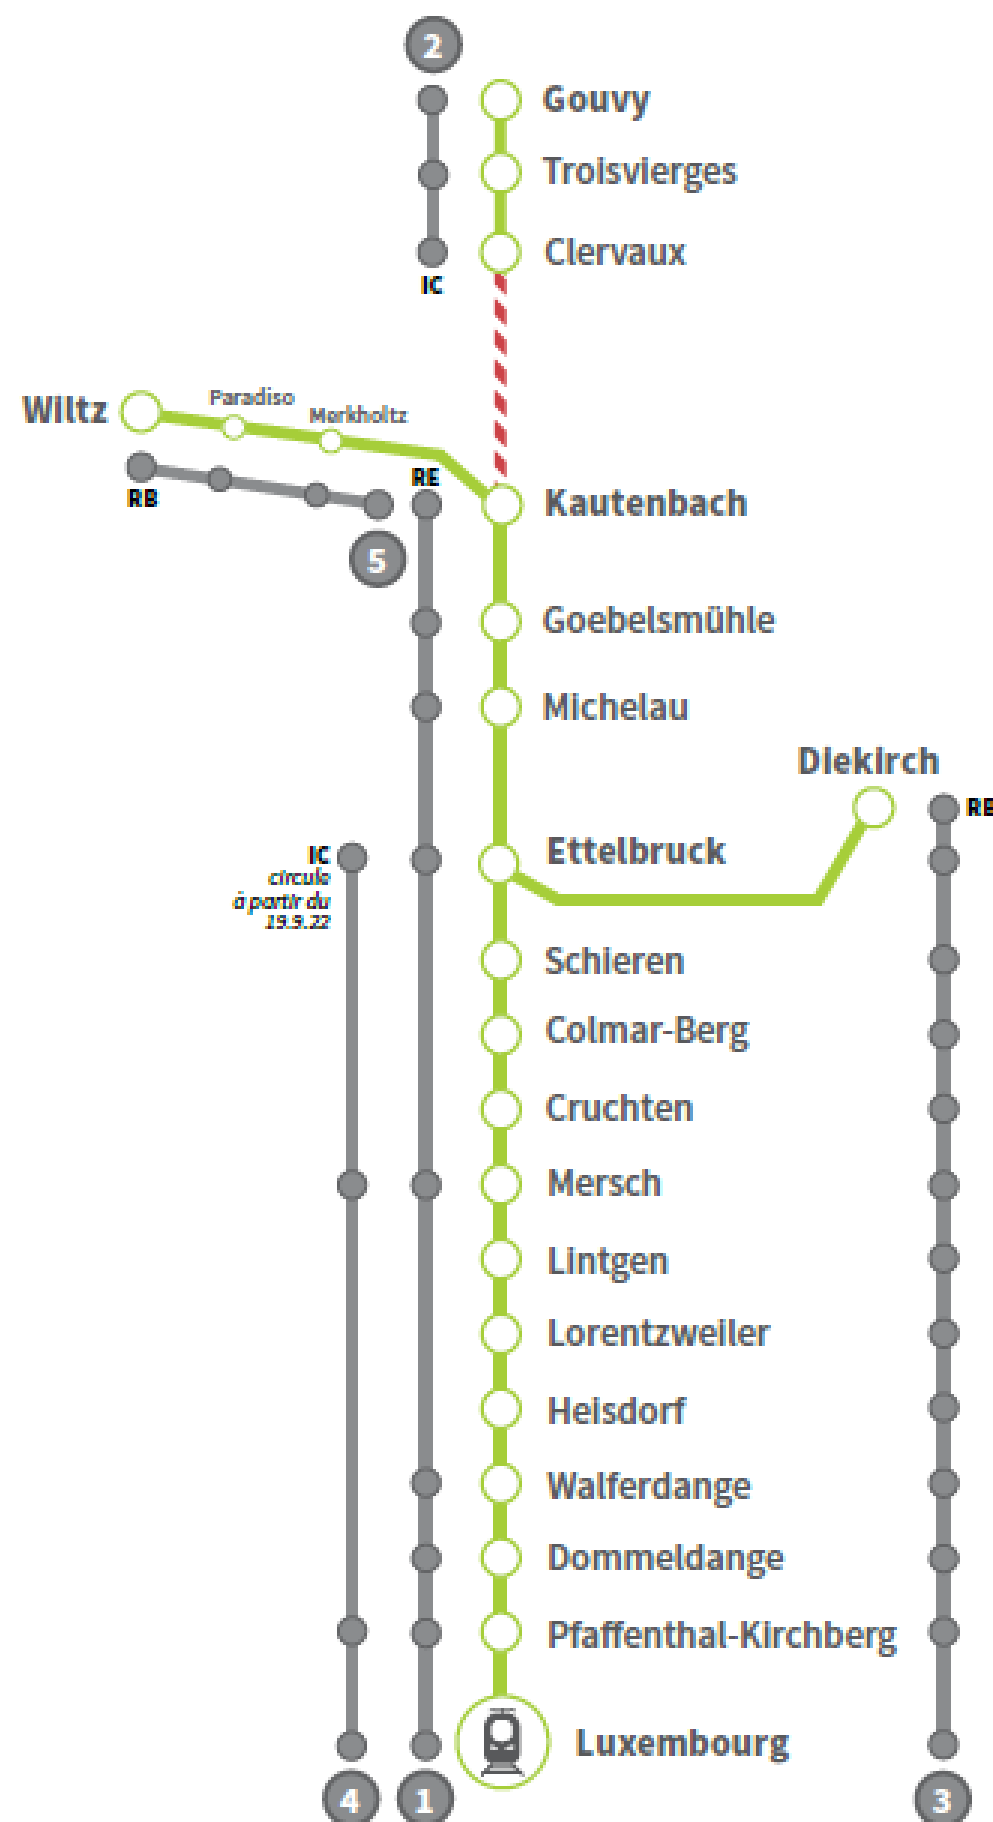 2
Gouvy
Troisvierges
Clervaux
IC
Wiltz
Paradiso
Merkholtz
RB
RE
5
Kautenbach
Goebelsmühle
Michelau
Diekirch
RB
Ettelbruck
IC
circule
à partir du
19.9.22
Schieren
Colmar-Berg
Cruchten
Mersch
Lintgen
Lorentzweiler
Heisdorf
Walferdange
Dommeldange
Pfaffenthal-Kirchberg
Luxembourg
4
1
3